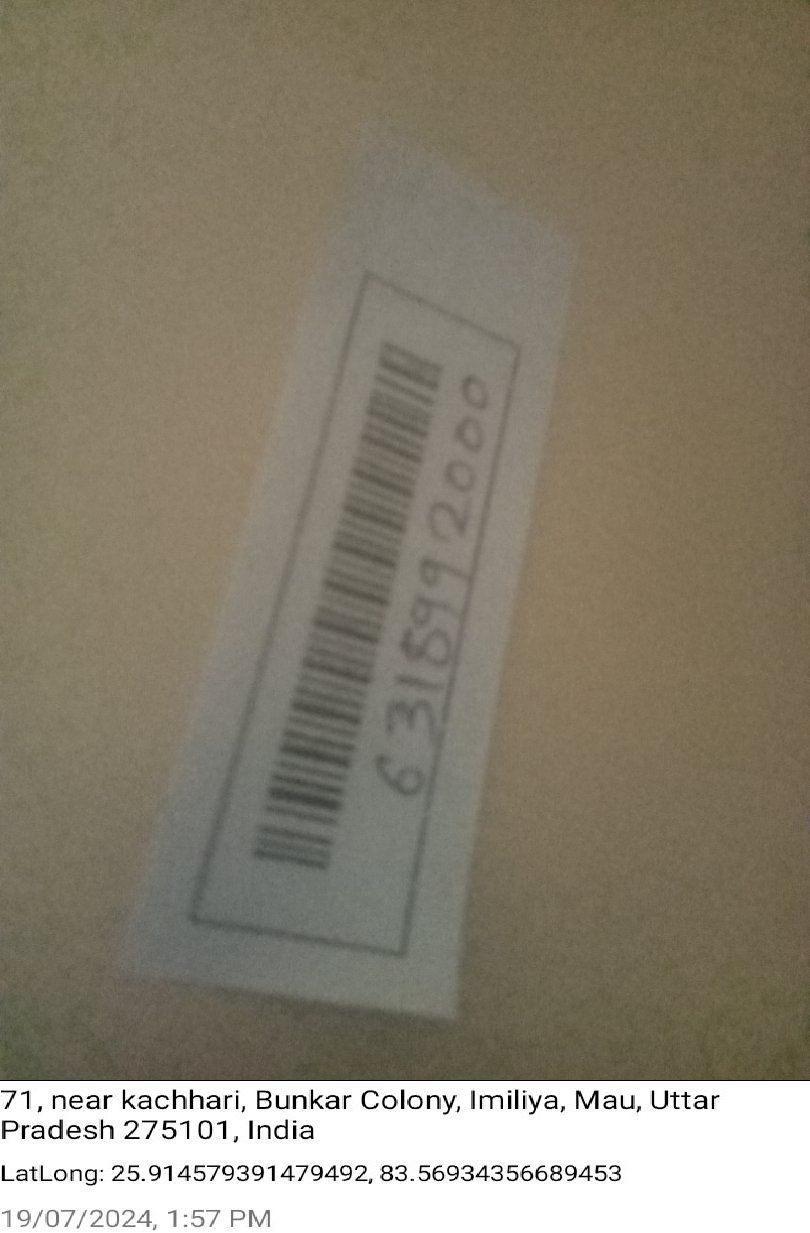 6318992000
71, near kachhari, Bunkar Colony, Imiliya, Mau, Uttar
Pradesh 275101, India
LatLong: 25.914579391479492, 83.56934356689453
19/07/2024, 1:57 PM